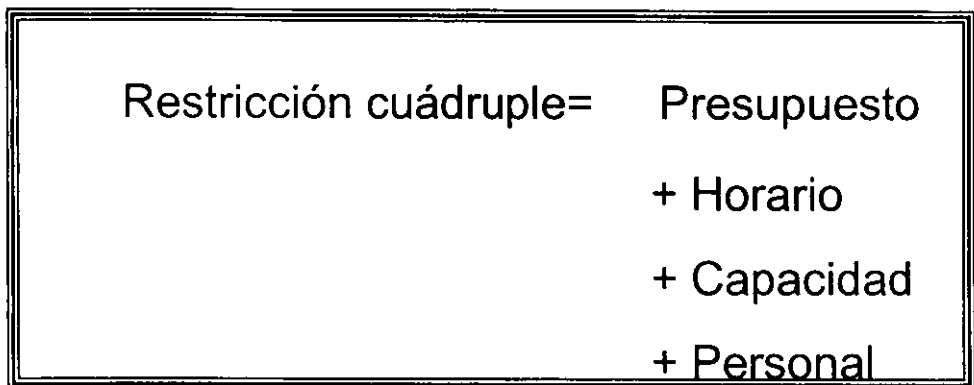 Restricción cuádruple= Presupuesto
+ Horario
+ Capacidad
+ Personal